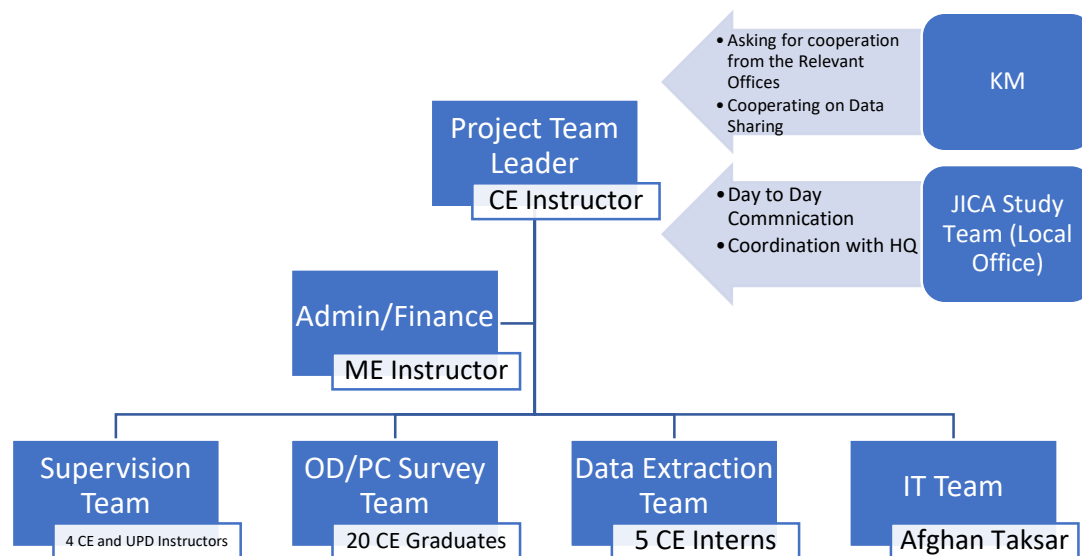 • Asking for cooperation
from the Relevant
Offices
• Cooperating on Data
Sharing
KM
Project Team
Leader
CE Instructor
• Day to Day
Commnication
• Coordination with HQ
JICA Study
Team (Local
Office)
Admin/Finance
ME Instructor
Supervision
Team
4 CE and UPD Instructors
OD/PC Survey
Team
20 CE Graduates
Data Extraction
Team
5 CE Interns
IT Team
Afghan Taksar